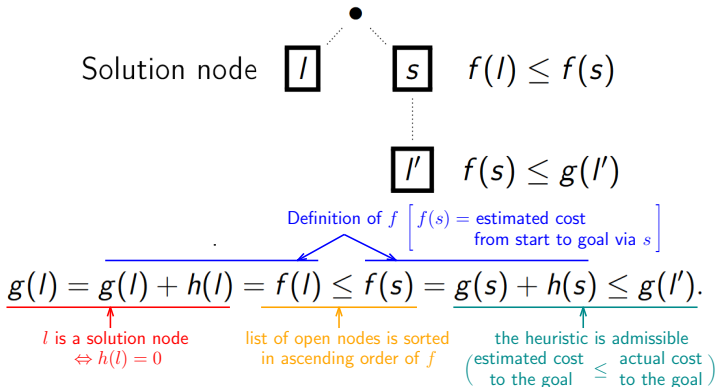 Solution node l s f(l) ≤ f(s)
l′ f(s) ≤ g(l′)
Definition of f [f(s) = estimated cost
from start to goal via s]
g(l) = g(l) + h(l) = f(l) ≤ f(s) = g(s) + h(s) ≤ g(l′).
l is a solution node list of open nodes is sorted the heuristic is admissible
⇔ h(l) = 0 in ascending order of f (estimated cost ≤ actual cost
to the goal to the goal)